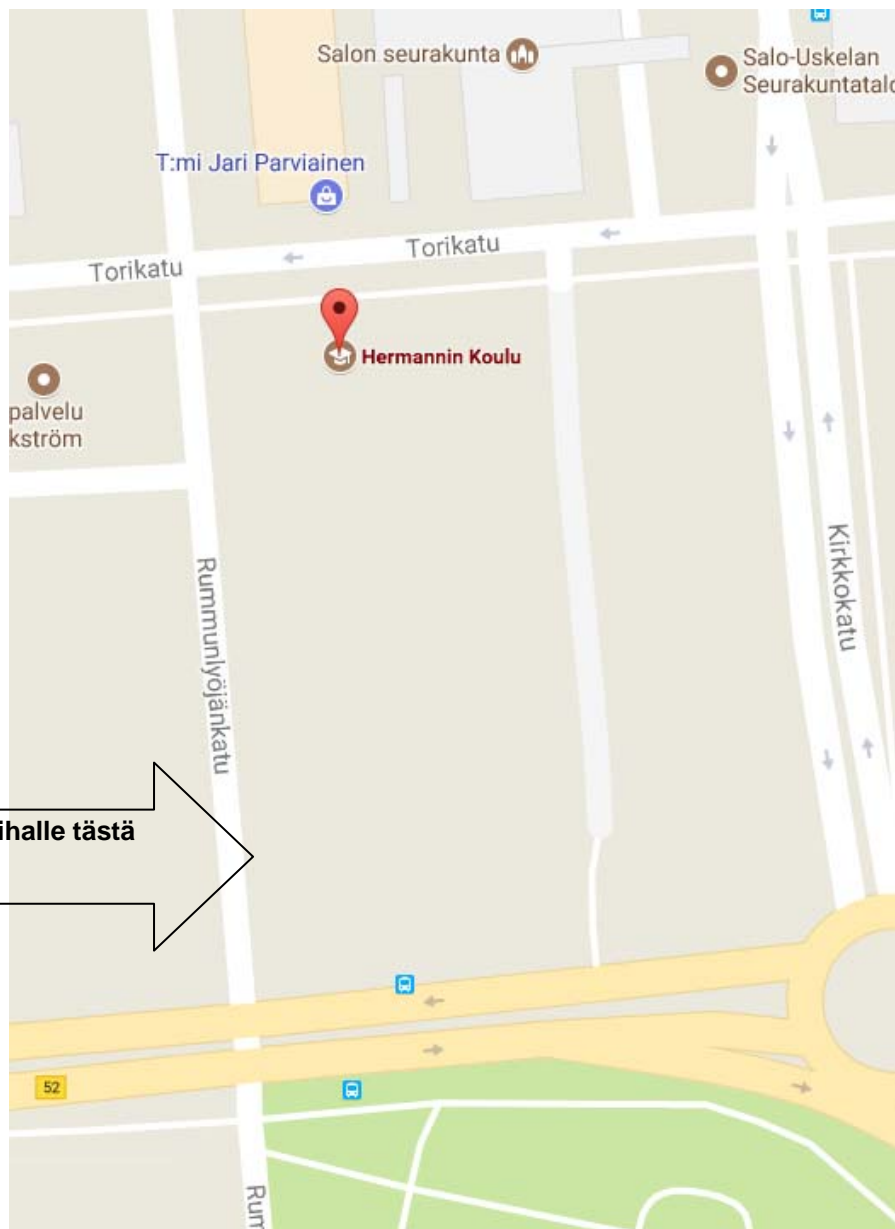 Salon seurakunta
Salo-Uskelan
Seurakuntatalo
T:mi Jari Parviainen
Torikatu
Torikatu
Hermannin Koulu
palvelu
kström
Kirkkokatu
Rummunlyöjänkatu
ihalle tästä
52
Rum